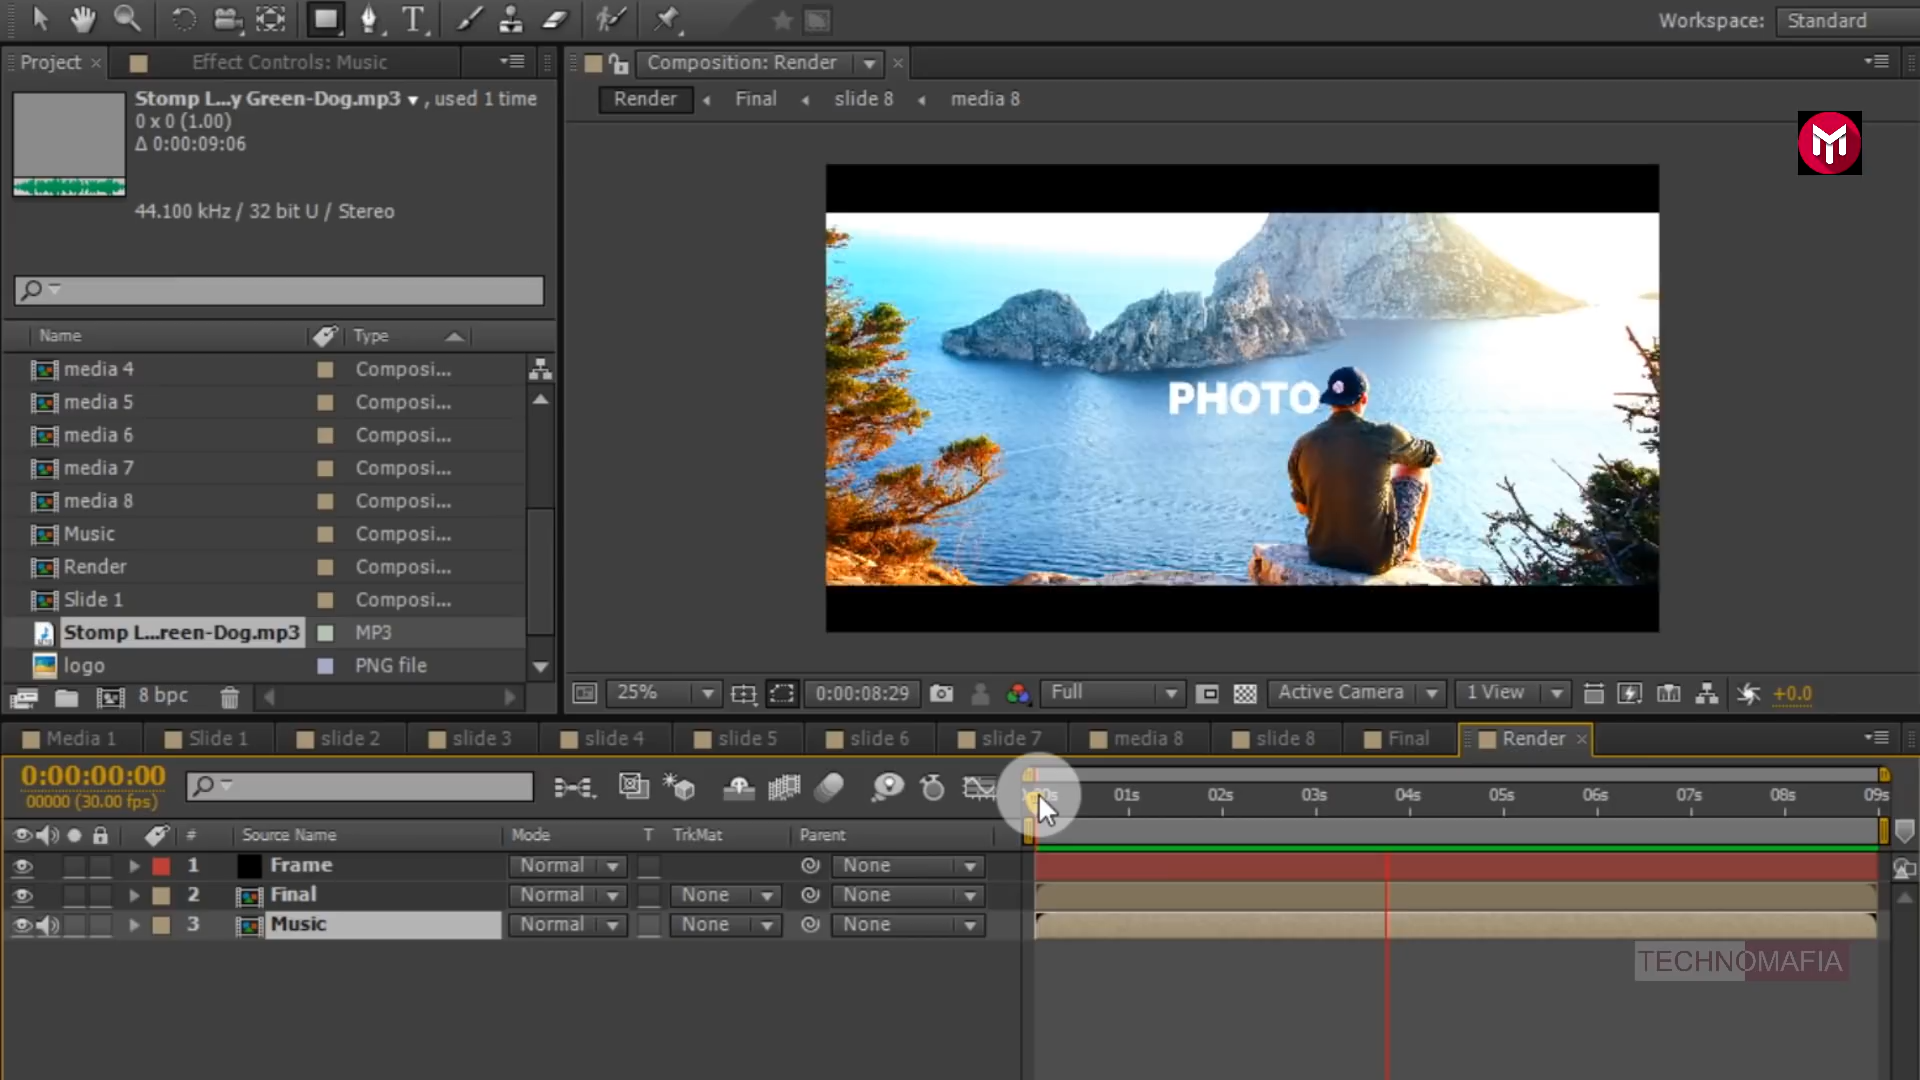 Workspace: Standard
Project × Effect Controls: Music
Composition: Render ×
Stomp L...y Green-Dog.mp3 , used 1 time
0 x 0 (1.00)
Δ 0:00:09:06
44.100 kHz / 32 bit U / Stereo
Render Final slide 8 media 8
PHOTO
Name Type
media 4 Composi...
media 5 Composi...
media 6 Composi...
media 7 Composi...
media 8 Composi...
Music Composi...
Render Composi...
Slide 1 Composi...
Stomp L...reen-Dog.mp3 MP3
logo PNG file
8 bpc
25% 0:00:08:29 Full Active Camera 1 View +0.0
Media 1 Slide 1 slide 2 slide 3 slide 4 slide 5 slide 6 slide 7 media 8 slide 8 Final Render ×
0:00:00:00
00000 (30.00 fps)
01s 02s 03s 04s 05s 06s 07s 08s 09s
# Source Name Mode T TrkMat Parent
1 Frame Normal None
2 Final Normal None None
3 Music Normal None None
TECHNOMAFIA